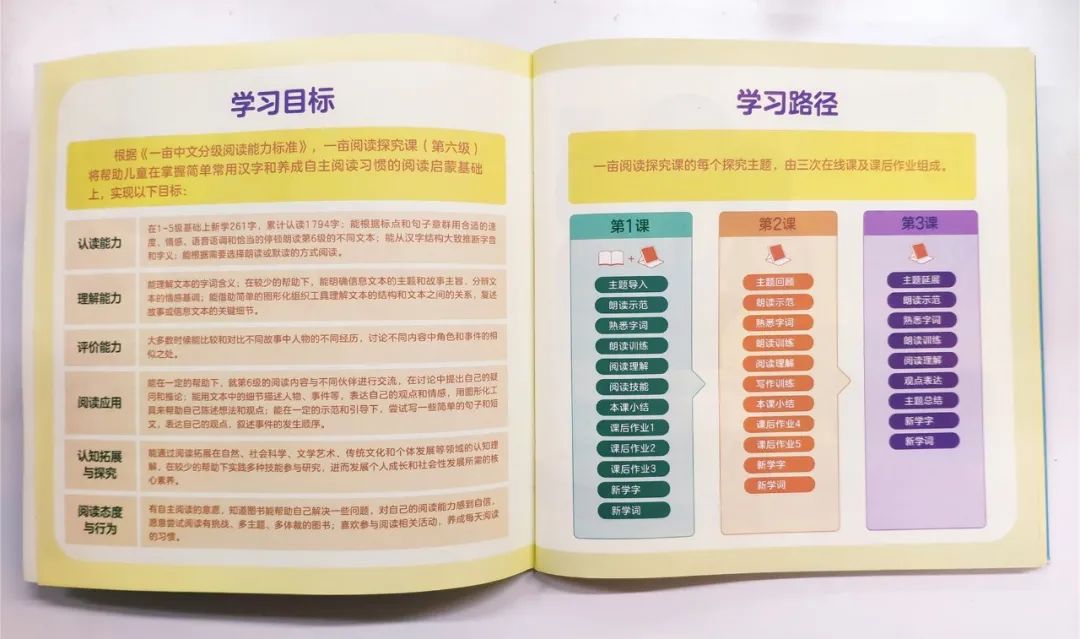 学习目标
根据《一亩中文分级阅读能力标准》，一亩阅读探究课（第六级）
将帮助儿童在掌握简单常用汉字和养成自主阅读习惯的阅读启蒙基础
上，实现以下目标：
认读能力
在1-5级基础上新学261字，累计认读1794字；能根据标点和句子意群用合适的速
度、情感、语音语调和恰当的停顿朗读第6级的不同文本；能从汉字结构大致推断字音
和字义；能根据需要选择朗读或默读的方式阅读。
理解能力
能理解文本的字词含义；在较少的帮助下，能明确信息文本的主题和故事主旨，分辨文
本的情感基调；能借助简单的图形化组织工具理解文本的结构和文本之间的关系，复述
故事或信息文本的关键细节。
评价能力
大多数时候能比较和对比不同故事中人物的不同经历，讨论不同内容中角色和事件的相
似之处。
阅读应用
能在一定的帮助下，就第6级的阅读内容与不同伙伴进行交流，在讨论中提出自己的疑
问和推论；能用文本中的细节描述人物、事件等，表达自己的观点和情感，用图形化工
具来帮助自己陈述想法和观点；能在一定的示范和引导下，尝试写一些简单的句子和短
文，表达自己的观点，叙述事件的发生顺序。
认知拓展
与探究
能通过阅读拓展在自然、社会科学、文学艺术、传统文化和个体发展等领域的认知理
解，在较少的帮助下实践多种技能参与研究，进而发展个人成长和社会性发展所需的核
心素养。
阅读态度
与行为
有自主阅读的意愿，知道图书能帮助自己解决一些问题，对自己的阅读能力感到自信，
愿意尝试阅读有挑战、多主题、多体裁的图书；喜欢参与阅读相关活动，养成每天阅读
的习惯。
学习路径
一亩阅读探究课的每个探究主题，由三次在线课及课后作业组成。
第1课
+
主题导入
朗读示范
熟悉字词
朗读训练
阅读理解
阅读技能
本课小结
课后作业1
课后作业2
课后作业3
新学字
新学词
第2课
主题回顾
朗读示范
熟悉字词
朗读训练
阅读理解
写作训练
本课小结
课后作业4
课后作业5
新学字
新学词
第3课
主题延展
朗读示范
熟悉字词
朗读训练
阅读理解
观点表达
主题总结
新学字
新学词